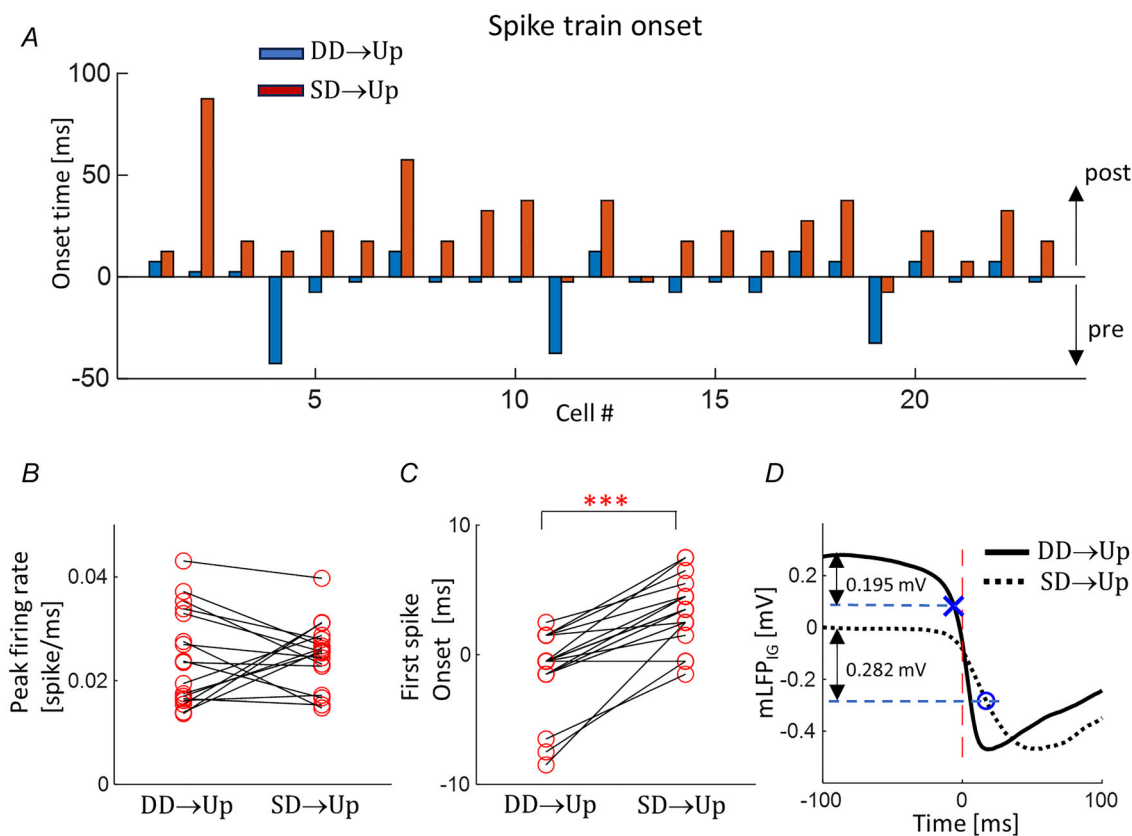 A
Spike train onset
DD→Up
SD→Up
Onset time [ms]
100
50
0
-50
post
pre
5
10
15
20
Cell #
B
Peak firing rate
[spike/ms]
0.04
0.02
0
DD→Up
SD→Up
C
***
First spike
Onset [ms]
10
0
-10
DD→Up
SD→Up
D
DD→Up
SD→Up
mLFP_IG [mV]
0.2
0
-0.2
-0.4
0.195 mV
0.282 mV
-100
0
100
Time [ms]